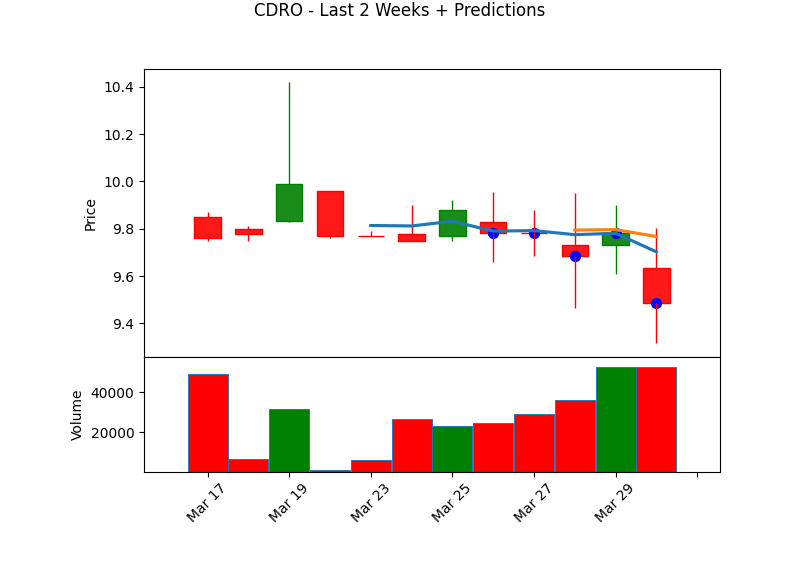 CDRO - Last 2 Weeks + Predictions
Price
10.4
10.2
10.0
9.8
9.6
9.4
Volume
40000
20000
Mar 17
Mar 19
Mar 23
Mar 25
Mar 27
Mar 29